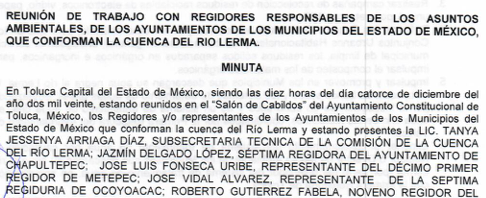 REUNIÓN DE TRABAJO CON REGIDORES RESPONSABLES DE LOS ASUNTOS
AMBIENTALES, DE LOS AYUNTAMIENTOS DE LOS MUNICIPIOS DEL ESTADO DE MÉXICO,
QUE CONFORMAN LA CUENCA DEL RIO LERMA.
MINUTA
En Toluca Capital del Estado de México, siendo las diez horas del día catorce de diciembre del
año dos mil veinte, estando reunidos en el "Salón de Cabildos" del Ayuntamiento Constitucional de
Toluca, México, los Regidores y/o representantes de los Ayuntamientos de los Municipios del
Estado de México que conforman la cuenca del Río Lerma y estando presentes la LIC. TANYA
JESSENYA ARRIAGA DÍAZ, SUBSECRETARIA TECNICA DE LA COMISIÓN DE LA CUENCA
DEL RÍO LERMA; JAZMÍN DELGADO LÓPEZ, SÉPTIMA REGIDORA DEL AYUNTAMIENTO DE
CHAPULTEPEC; JOSE LUIS FONSECA URIBE, REPRESENTANTE DEL DÉCIMO PRIMER
REGIDOR DE METEPEC; JOSE VIDAL ALVAREZ, REPRESENTANTE DE LA SEPTIMA
REGIDURIA DE OCOYOACAC; ROBERTO GUTIERREZ FABELA, NOVENO REGIDOR DEL